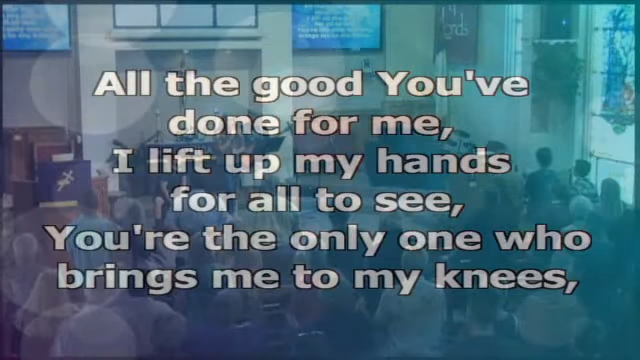 All the good You've
done for me,
I lift up my hands
for all to see,
You're the only one who
brings me to my knees,